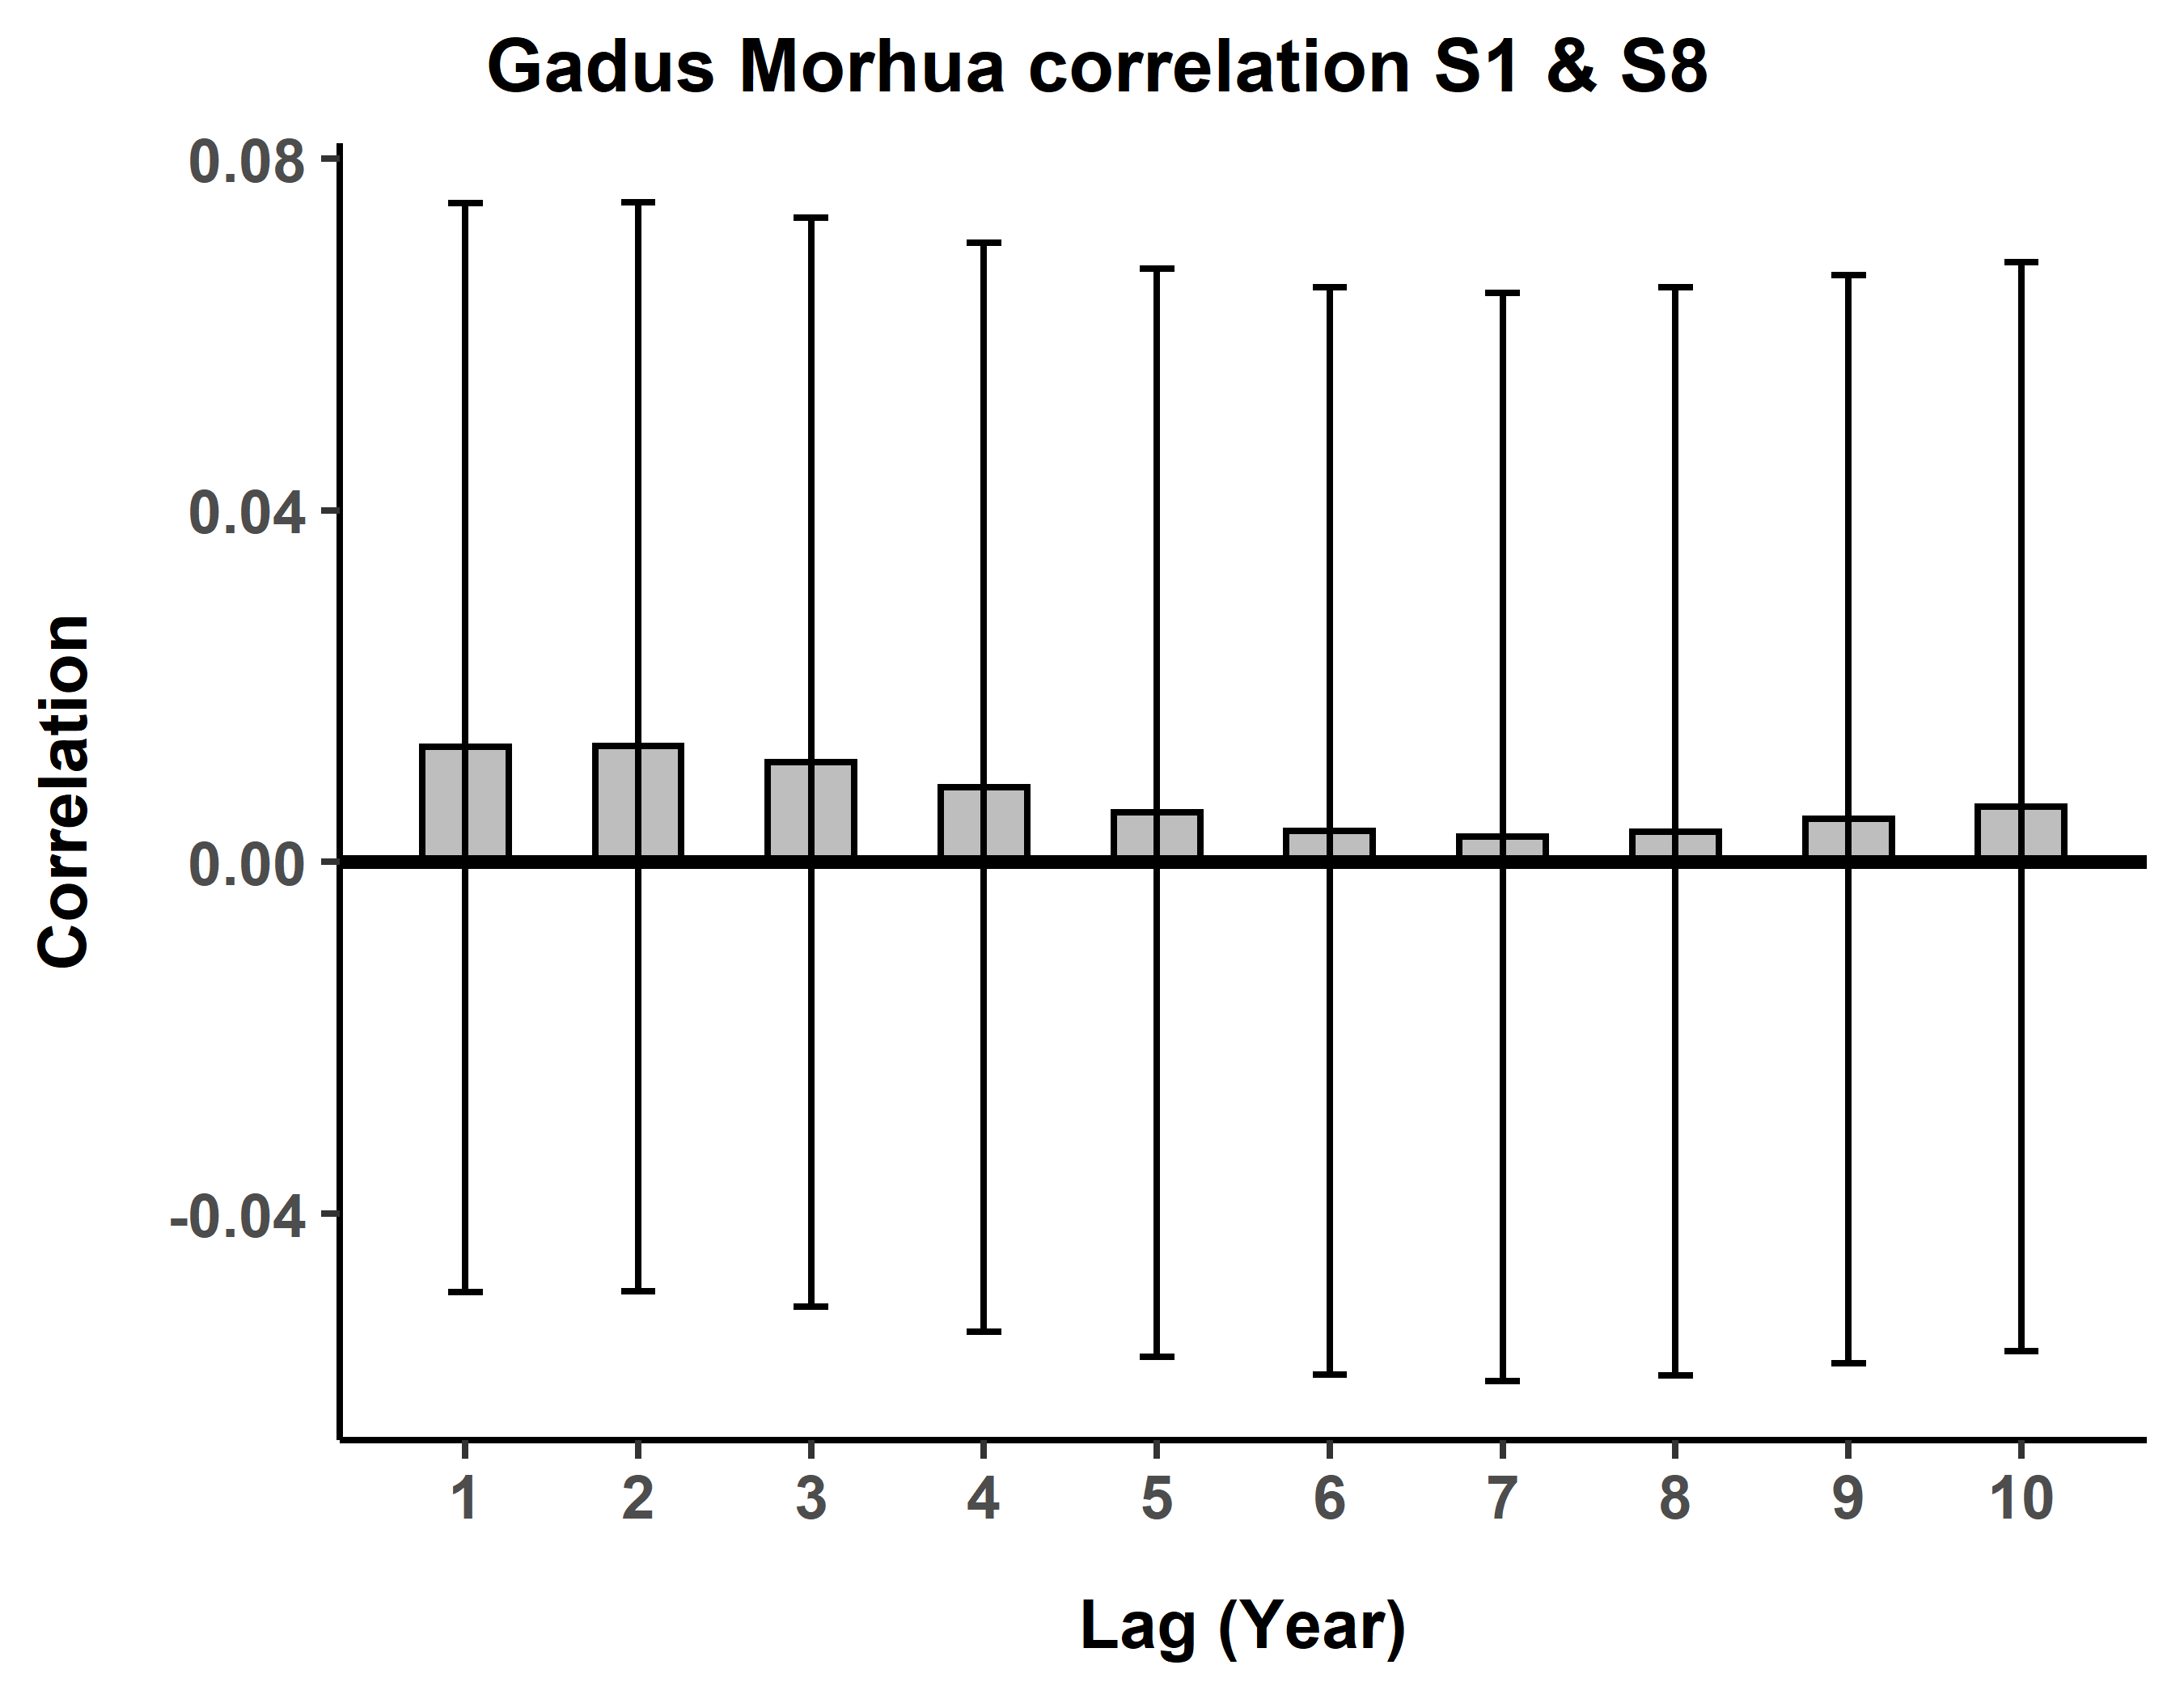 Gadus Morhua correlation S1 & S8
0.08
0.04
0.00
-0.04
Correlation
1 2 3 4 5 6 7 8 9 10
Lag (Year)